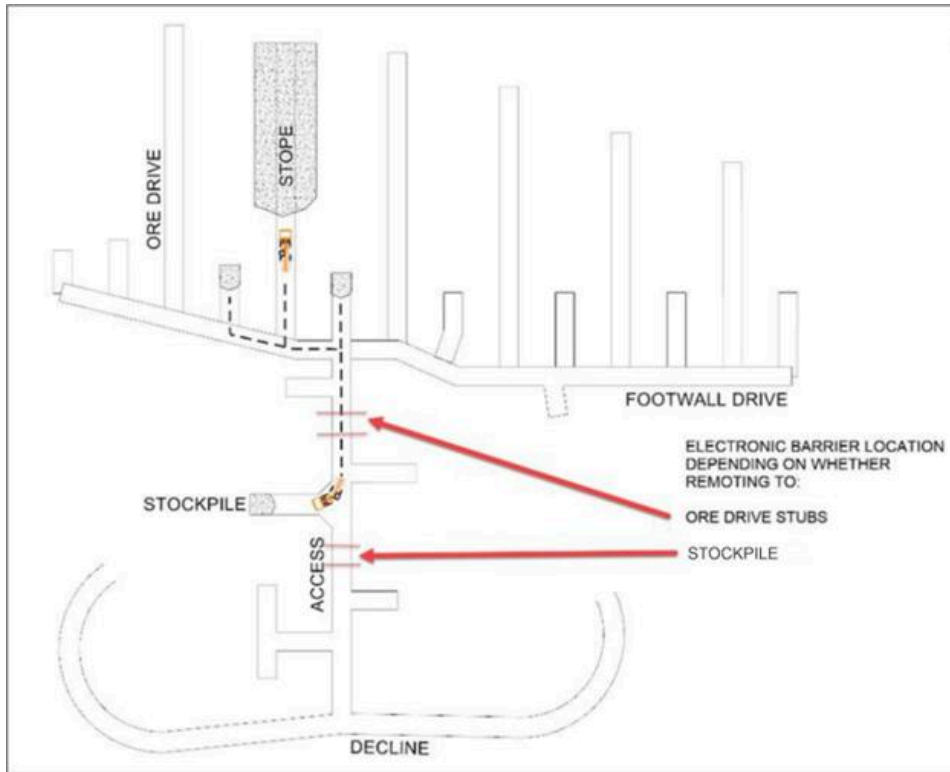 ORE DRIVE
STOPE
FOOTWALL DRIVE
ELECTRONIC BARRIER LOCATION
DEPENDING ON WHETHER
REMOTING TO:
ORE DRIVE STUBS
STOCKPILE
STOCKPILE
ACCESS
DECLINE